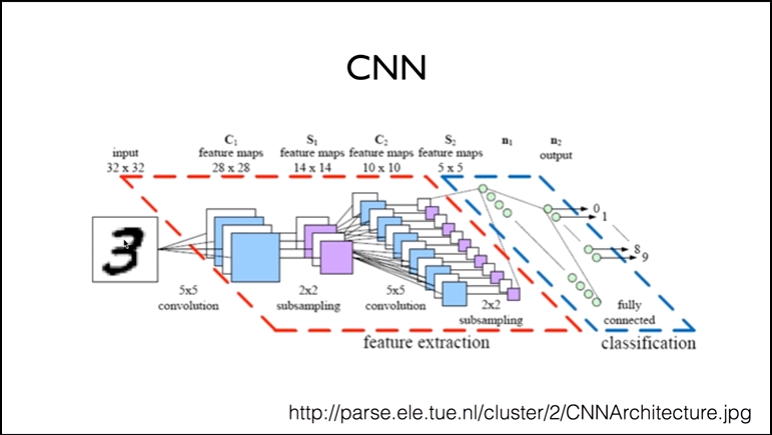 CNN
C1 S1 C2 S2 n1 n2
input feature maps feature maps feature maps feature maps output
32 x 32 28 x 28 14 x 14 10 x 10 5 x 5
3
0
1
8
9
5x5 2x2 5x5 2x2 fully
convolution subsampling convolution subsampling connected
feature extraction classification
http://parse.ele.tue.nl/cluster/2/CNNArchitecture.jpg